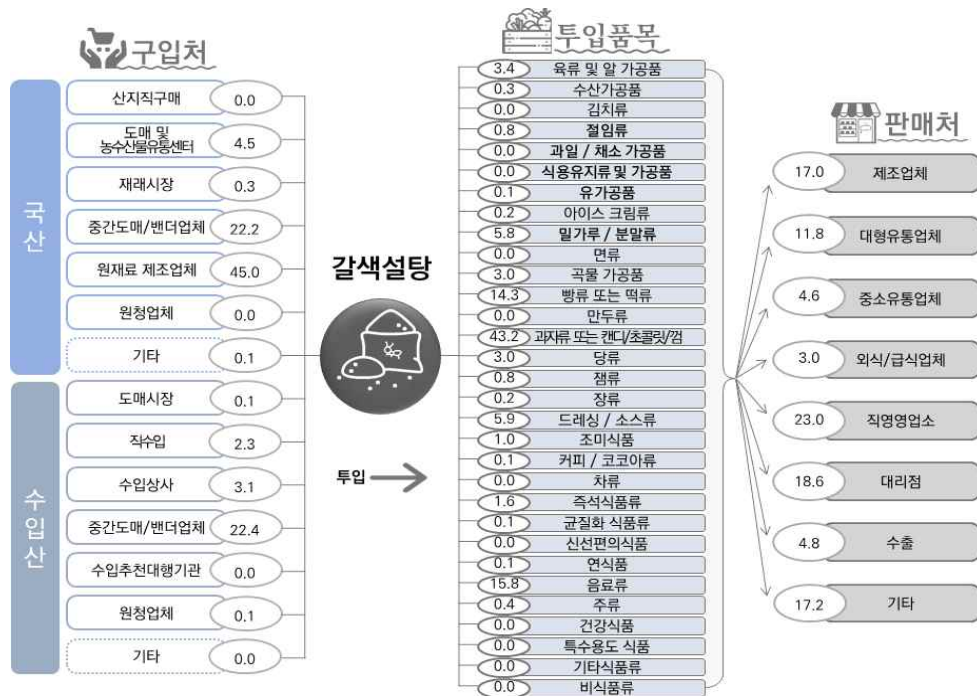 구입처
국산
산지직구매 0.0
도매 및
농수산물유통센터 4.5
재래시장 0.3
중간도매/밴더업체 22.2
원재료 제조업체 45.0
원청업체 0.0
기타 0.1
수입산
도매시장 0.1
직수입 2.3
수입상사 3.1
중간도매/밴더업체 22.4
수입추천대행기관 0.0
원청업체 0.1
기타 0.0
갈색설탕
투입
투입품목
3.4 육류 및 알 가공품
0.3 수산가공품
0.0 김치류
0.8 절임류
0.0 과일 / 채소 가공품
0.0 식용유지류 및 가공품
0.1 유가공품
0.2 아이스 크림류
5.8 밀가루 / 분말류
0.0 면류
3.0 곡물 가공품
14.3 빵류 또는 떡류
0.0 만두류
43.2 과자류 또는 캔디/초콜릿/껌
3.0 당류
0.8 잼류
0.2 장류
5.9 드레싱 / 소스류
1.0 조미식품
0.1 커피 / 코코아류
0.0 차류
1.6 즉석식품류
0.1 균질화 식품류
0.0 신선편의식품
0.1 연식품
15.8 음료류
0.4 주류
0.0 건강식품
0.0 특수용도 식품
0.0 기타식품류
0.0 비식품류
판매처
17.0 제조업체
11.8 대형유통업체
4.6 중소유통업체
3.0 외식/급식업체
23.0 직영영업소
18.6 대리점
4.8 수출
17.2 기타